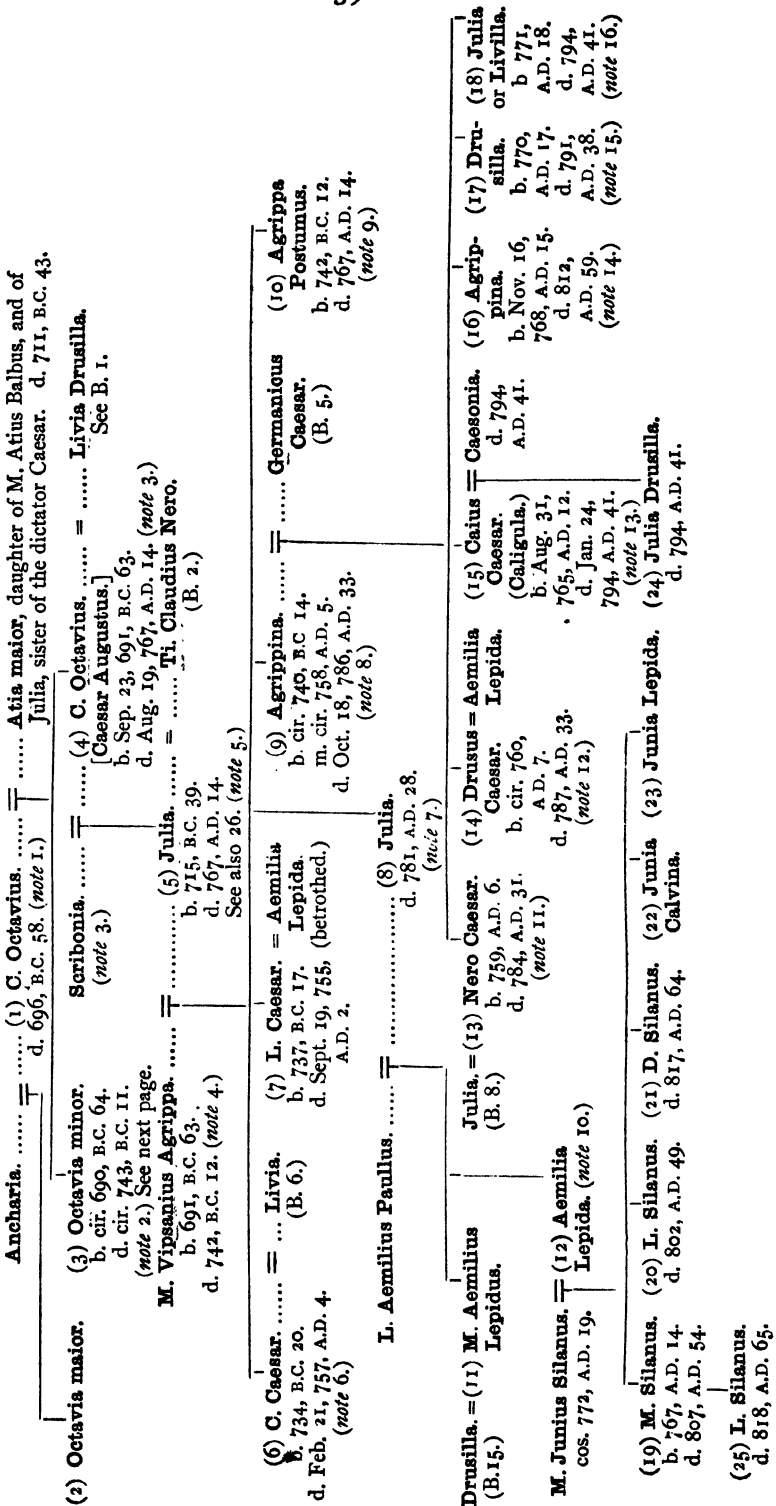 Ancharia. ...... = ...... (1) C. Octavius. ...... = ...... Atia maior, daughter of M. Atius Balbus, and of
d. 696, B.C. 58. (note 1.) Julia, sister of the dictator Caesar. d. 711, B.C. 43.
(2) Octavia maior.
(3) Octavia minor.
b. cir. 690, B.C. 64.
d. cir. 743, B.C. 11.
(note 2.) See next page.
Scribonia. ...... = ...... (4) C. Octavius. ...... = ...... Livia Drusilla.
(note 3.)
[Caesar Augustus.]
See B. 1.
b. Sep. 23, 691, B.C. 63.
d. Aug. 19, 767, A.D. 14. (note 3.)
M. Vipsanius Agrippa. ...... = ............ (5) Julia. ...... = ...... Ti. Claudius Nero.
b. 691, B.C. 63.
d. 742, B.C. 12. (note 4.)
b. 715, B.C. 39.
d. 767, A.D. 14.
See also 26. (note 5.)
(B. 2.)
(6) C. Caesar. ...... = ... Livia.
b. 734, B.C. 20.
d. Feb. 21, 757, A.D. 4.
(note 6.)
(B. 6.)
(7) L. Caesar. = Aemilia
b. 737, B.C. 17. Lepida.
d. Sept. 19, 755, (betrothed.)
A.D. 2.
(9) Agrippina. ...... = ...... Germanicus
b. cir. 740, B.C 14.
m. cir. 758, A.D. 5.
d. Oct. 18, 786, A.D. 33.
(note 8.)
Caesar.
(B. 5.)
(10) Agrippa
Postumus.
b. 742, B.C. 12.
d. 767, A.D. 14.
(note 9.)
L. Aemilius Paullus. ...... = ...................... (8) Julia.
d. 781, A.D. 28.
(note 7.)
Drusilla. = (11) M. Aemilius
(B. 15.) Lepidus.
M. Junius Silanus. = (12) Aemilia
cos. 772, A.D. 19. Lepida. (note 10.)
Julia. = (13) Nero Caesar.
(B. 8.)
b. 759, A.D. 6.
d. 784, A.D. 31.
(note 11.)
(14) Drusus = Aemilia
Caesar. Lepida.
b. cir. 760,
A D. 7.
d. 787, A.D. 33.
(note 12.)
(15) Caius = Caesonia.
Caesar. d. 794,
(Caligula.) A.D. 41.
b. Aug. 31,
765, A.D. 12.
d. Jan. 24,
794, A.D. 41.
(note 13.)
(16) Agrip-
pina.
b. Nov. 16,
768, A.D. 15.
d. 812,
A.D. 59.
(note 14.)
(17) Dru-
silla.
b. 770,
A.D. 17.
d. 791,
A.D. 38.
(note 15.)
(18) Julia
or Livilla.
b 771,
A.D. 18.
d. 794,
A.D. 41.
(note 16.)
(19) M. Silanus.
b. 767, A.D. 14.
d. 807, A.D. 54.
(20) L. Silanus.
d. 802, A.D. 49.
(21) D. Silanus.
d. 817, A.D. 64.
(22) Junia
Calvina.
(23) Junia Lepida.
(24) Julia Drusilla.
d. 794, A.D. 41.
(25) L. Silanus.
d. 818, A.D. 65.